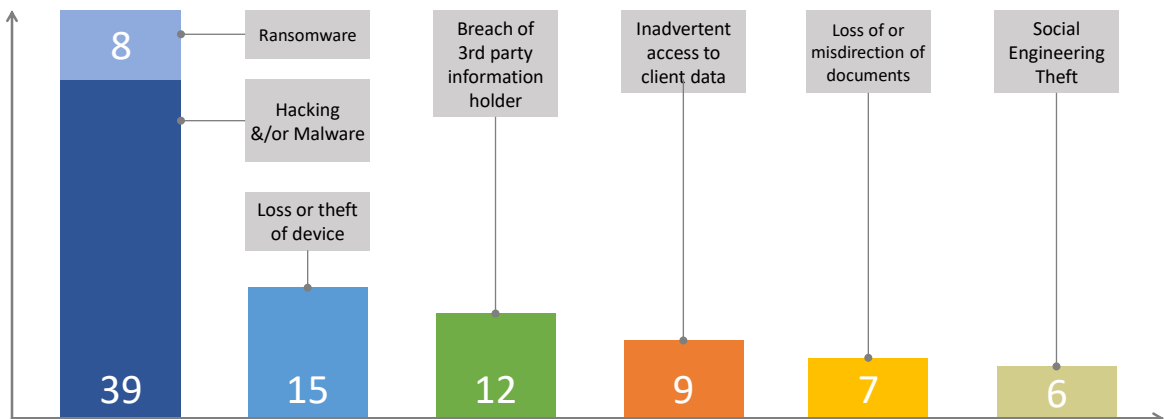 8
Ransomware
Hacking
&/or Malware
Loss or theft
of device
Breach of
3rd party
information
holder
Inadvertent
access to
client data
Loss of or
misdirection of
documents
Social
Engineering
Theft
39
15
12
9
7
6